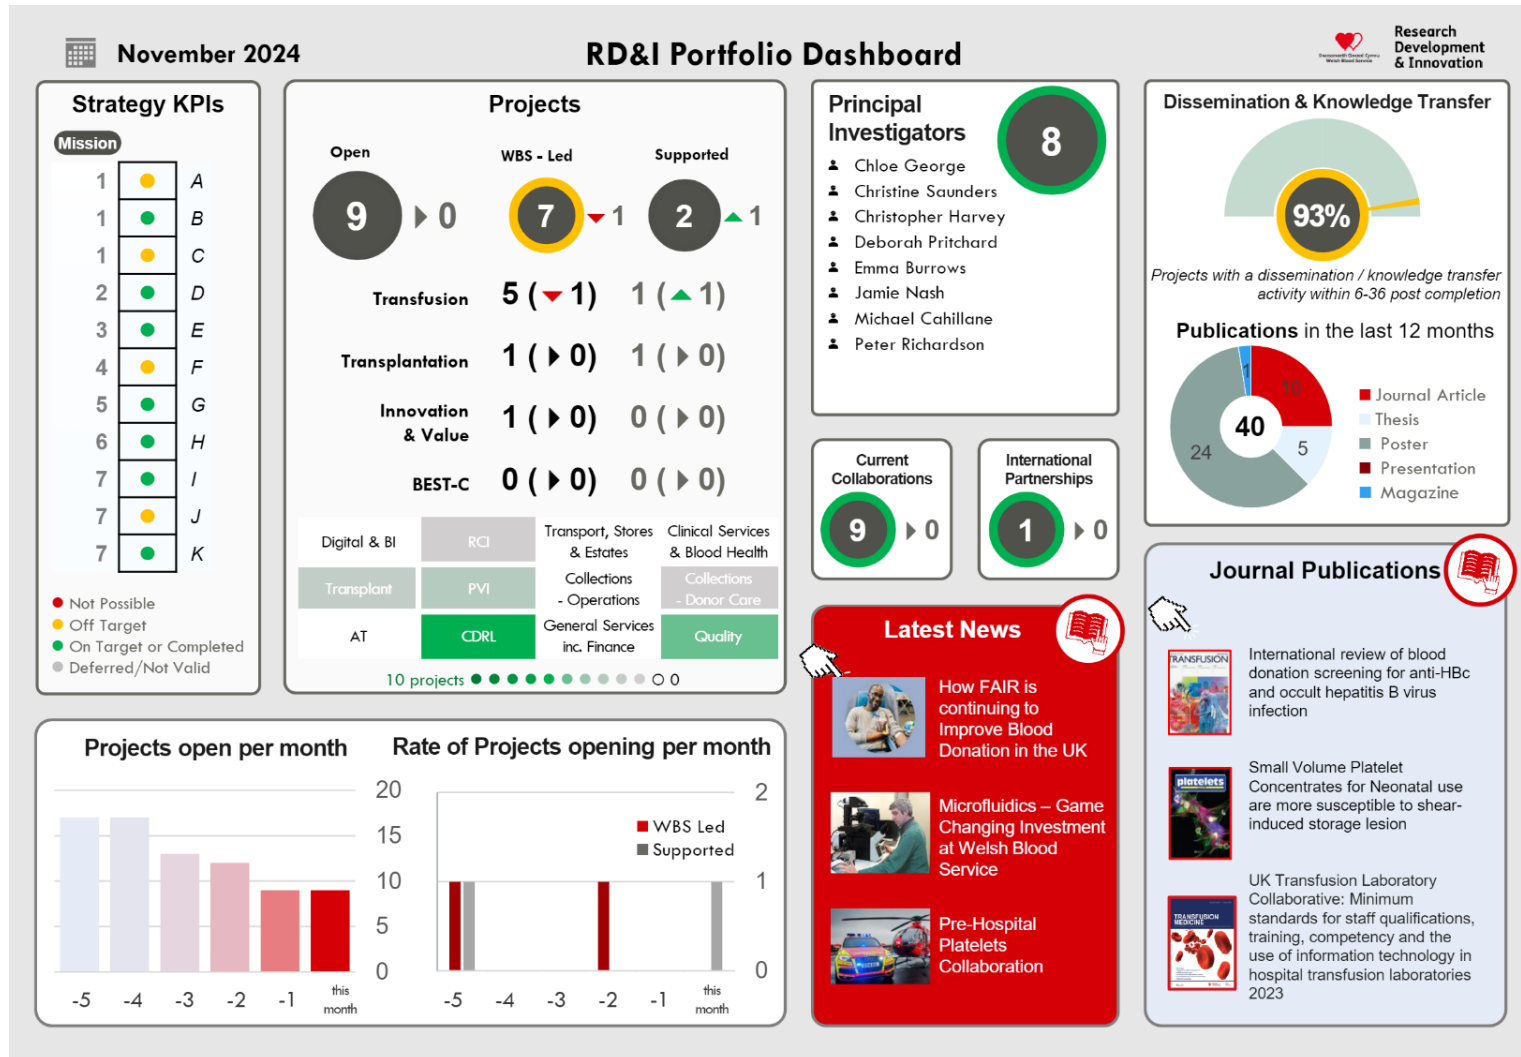 November 2024
RD&I Portfolio Dashboard
Research
Development
& Innovation
Gwasanaeth Gwaed Cymru
Welsh Blood Service
Strategy KPIs
Mission
1 A
1 B
1 C
2 D
3 E
4 F
5 G
6 H
7 I
7 J
7 K
Not Possible
Off Target
On Target or Completed
Deferred/Not Valid
Projects
Open WBS - Led Supported
9 0 7 1 2 1
Transfusion 5 ( 1) 1 ( 1)
Transplantation 1 ( 0) 1 ( 0)
Innovation
& Value 1 ( 0) 0 ( 0)
BEST-C 0 ( 0) 0 ( 0)
Digital & BI
RCI
Transport, Stores
& Estates
Clinical Services
& Blood Health
Transplant
PVI
Collections
- Operations
Collections
- Donor Care
AT
CDRL
General Services
inc. Finance
Quality
10 projects 0
Principal
Investigators
8
Chloe George
Christine Saunders
Christopher Harvey
Deborah Pritchard
Emma Burrows
Jamie Nash
Michael Cahillane
Peter Richardson
Current
Collaborations
9 0
International
Partnerships
1 0
Dissemination & Knowledge Transfer
93%
Projects with a dissemination / knowledge transfer
activity within 6-36 post completion
Publications in the last 12 months
1
10
40
24
5
Journal Article
Thesis
Poster
Presentation
Magazine
Projects open per month
20
15
10
5
0
-5 -4 -3 -2 -1 this
month
Rate of Projects opening per month
2
1
0
WBS Led
Supported
-5 -4 -3 -2 -1 this
month
Latest News
How FAIR is
continuing to
Improve Blood
Donation in the UK
Microfluidics – Game
Changing Investment
at Welsh Blood
Service
Pre-Hospital
Platelets
Collaboration
Journal Publications
TRANSFUSION
International review of blood
donation screening for anti-HBc
and occult hepatitis B virus
infection
platelets
Small Volume Platelet
Concentrates for Neonatal use
are more susceptible to shear-
induced storage lesion
TRANSFUSION
MEDICINE
UK Transfusion Laboratory
Collaborative: Minimum
standards for staff qualifications,
training, competency and the
use of information technology in
hospital transfusion laboratories
2023